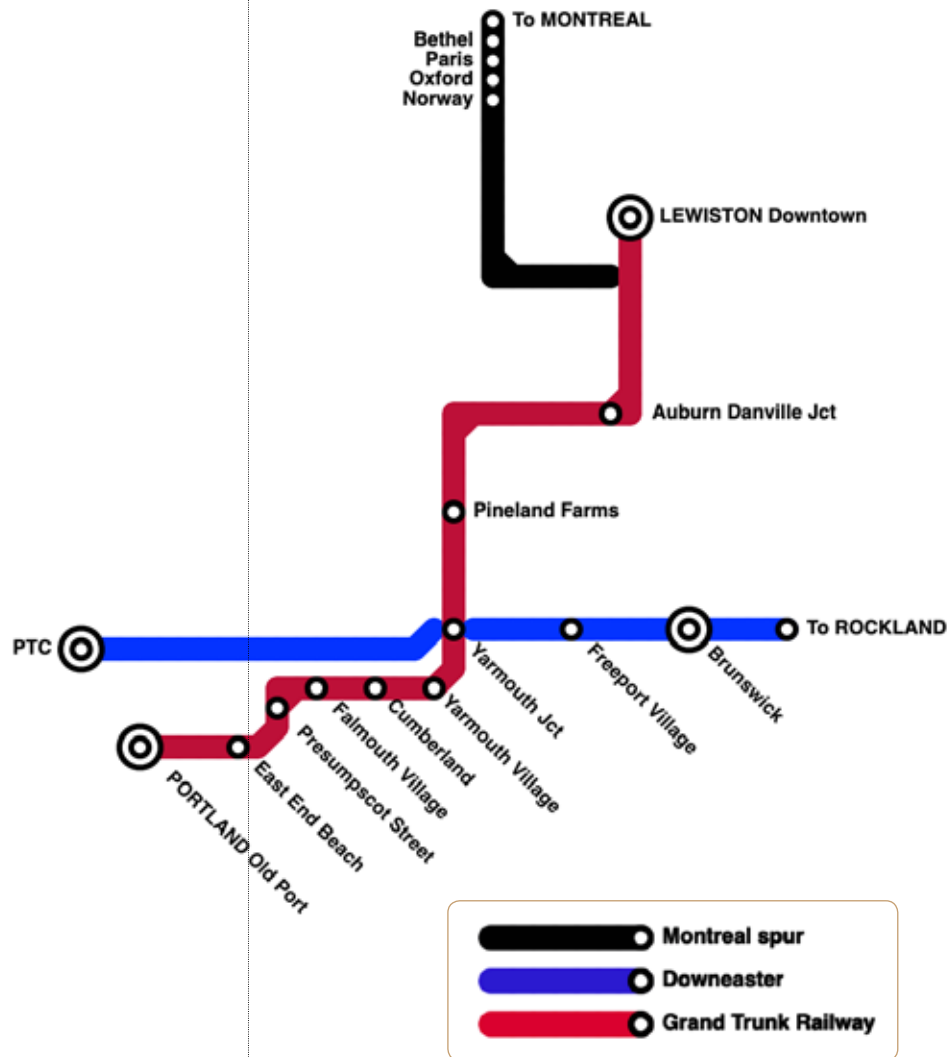 To MONTREAL
Bethel
Paris
Oxford
Norway
LEWISTON Downtown
Auburn Danville Jct
Pineland Farms
PTC
To ROCKLAND
Yarmouth Jct
Freeport Village
Brunswick
Yarmouth Village
Cumberland
Falmouth Village
Presumpscot Street
East End Beach
PORTLAND Old Port
Montreal spur
Downeaster
Grand Trunk Railway